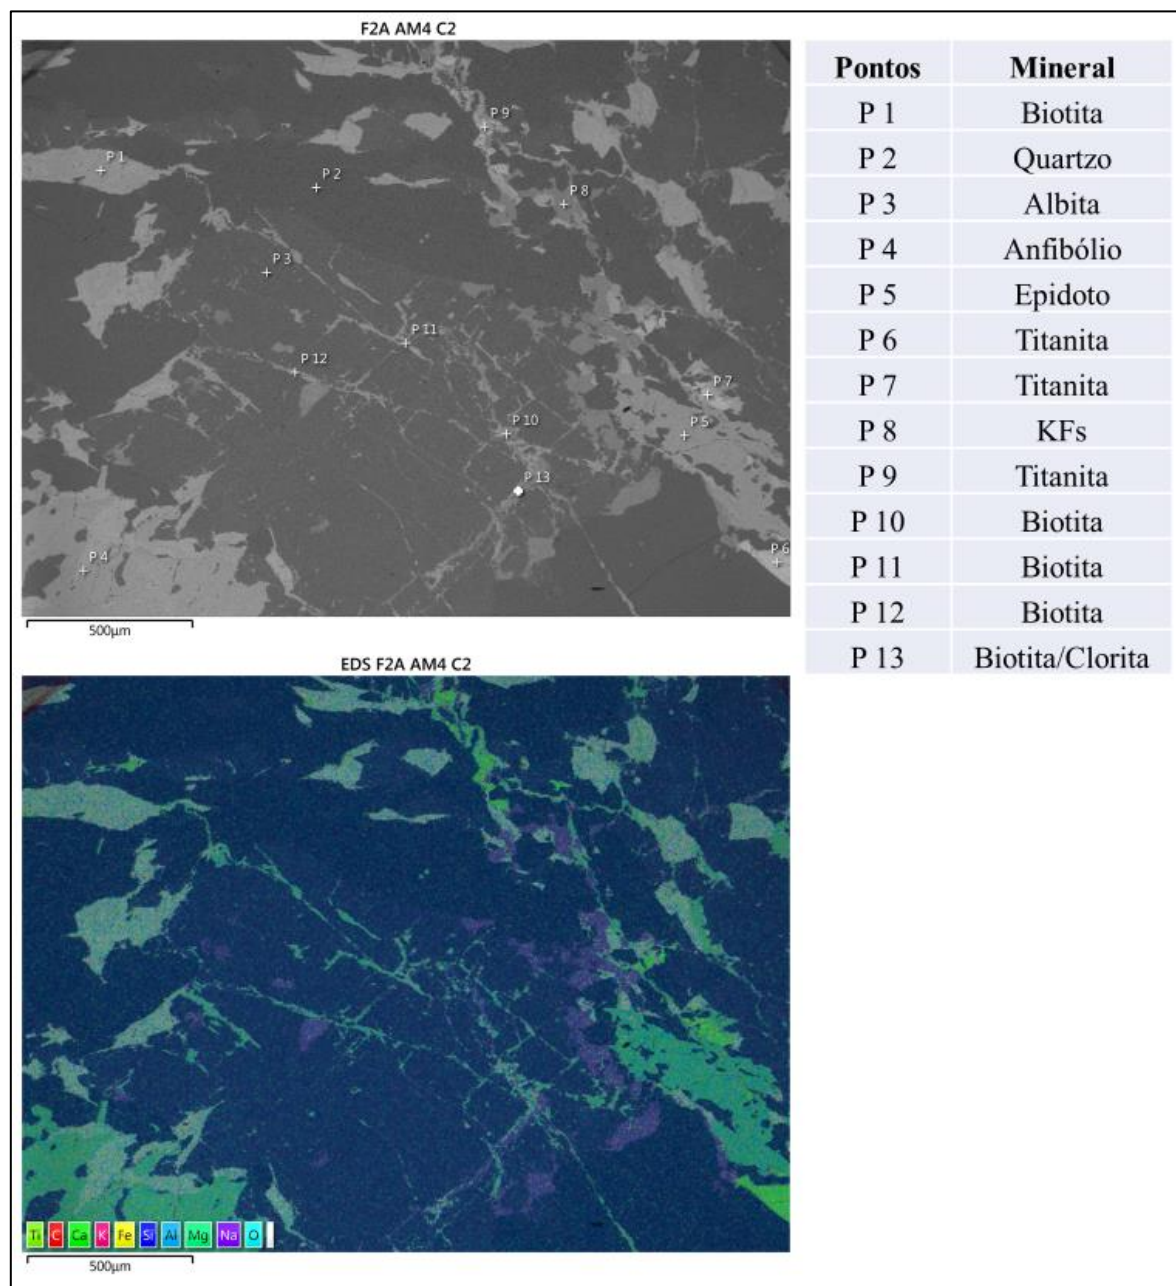 F2A AM4 C2
P 9
P 1
P 2
P 8
P 3
P 11
P 12
P 7
P 10
P 5
P 13
P 4
P 6
500µm
Pontos Mineral
P 1 Biotita
P 2 Quartzo
P 3 Albita
P 4 Anfibólio
P 5 Epidoto
P 6 Titanita
P 7 Titanita
P 8 KFs
P 9 Titanita
P 10 Biotita
P 11 Biotita
P 12 Biotita
P 13 Biotita/Clorita
EDS F2A AM4 C2
Ti C Ca K Fe Si Al Mg Na O
500µm